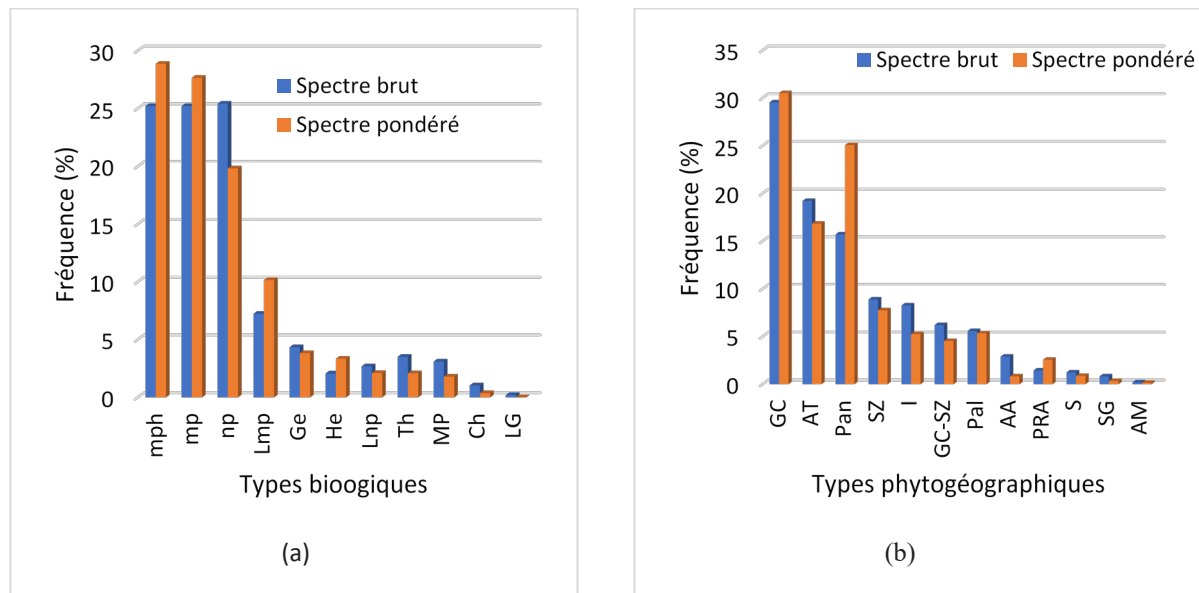 30
25
20
15
10
5
0
Fréquence (%)
Spectre brut
Spectre pondéré
mph
mp
np
Lmp
Ge
He
Lnp
Th
MP
Ch
LG
Types bioogiques
(a)
35
30
25
20
15
10
5
0
Fréquence (%)
Spectre brut Spectre pondéré
GC
AT
Pan
SZ
I
GC-SZ
Pal
AA
PRA
S
SG
AM
Types phytogéographiques
(b)